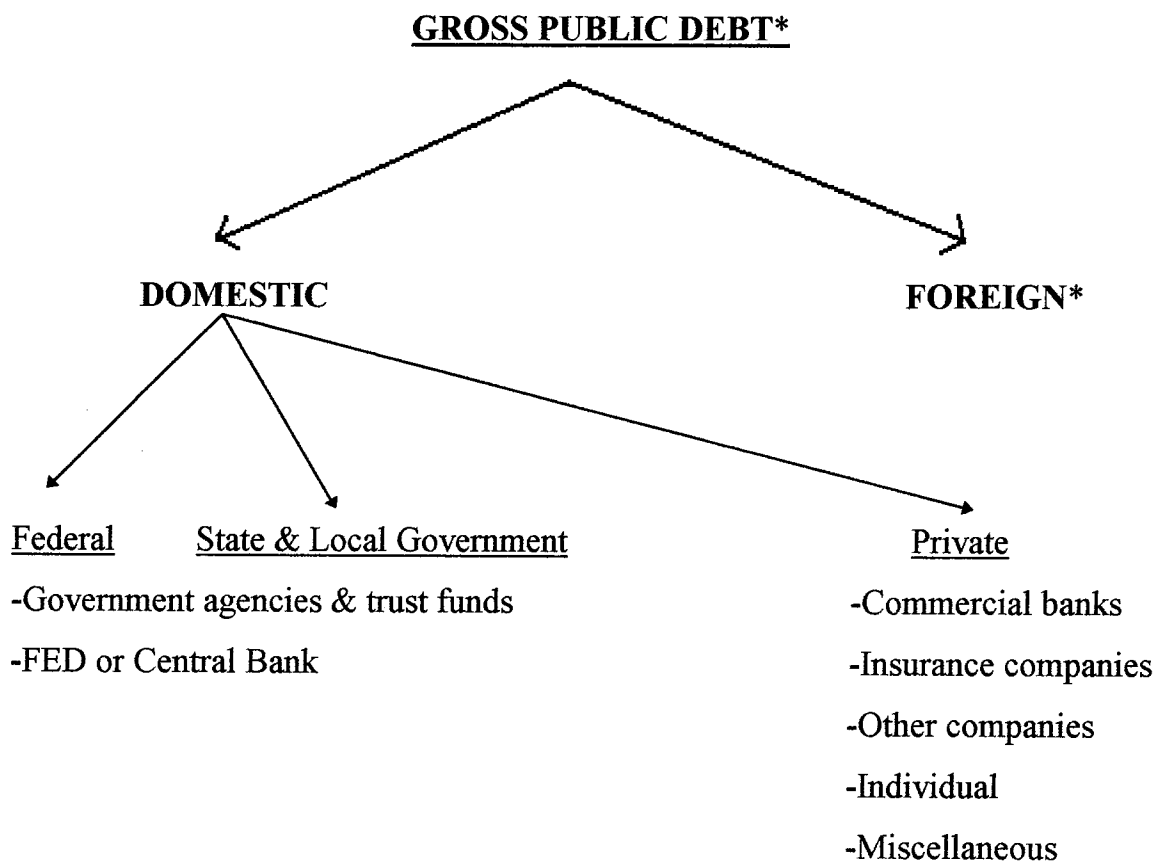 GROSS PUBLIC DEBT*
DOMESTIC
FOREIGN*
Federal
State & Local Government
-Government agencies & trust funds
-FED or Central Bank
Private
-Commercial banks
-Insurance companies
-Other companies
-Individual
-Miscellaneous